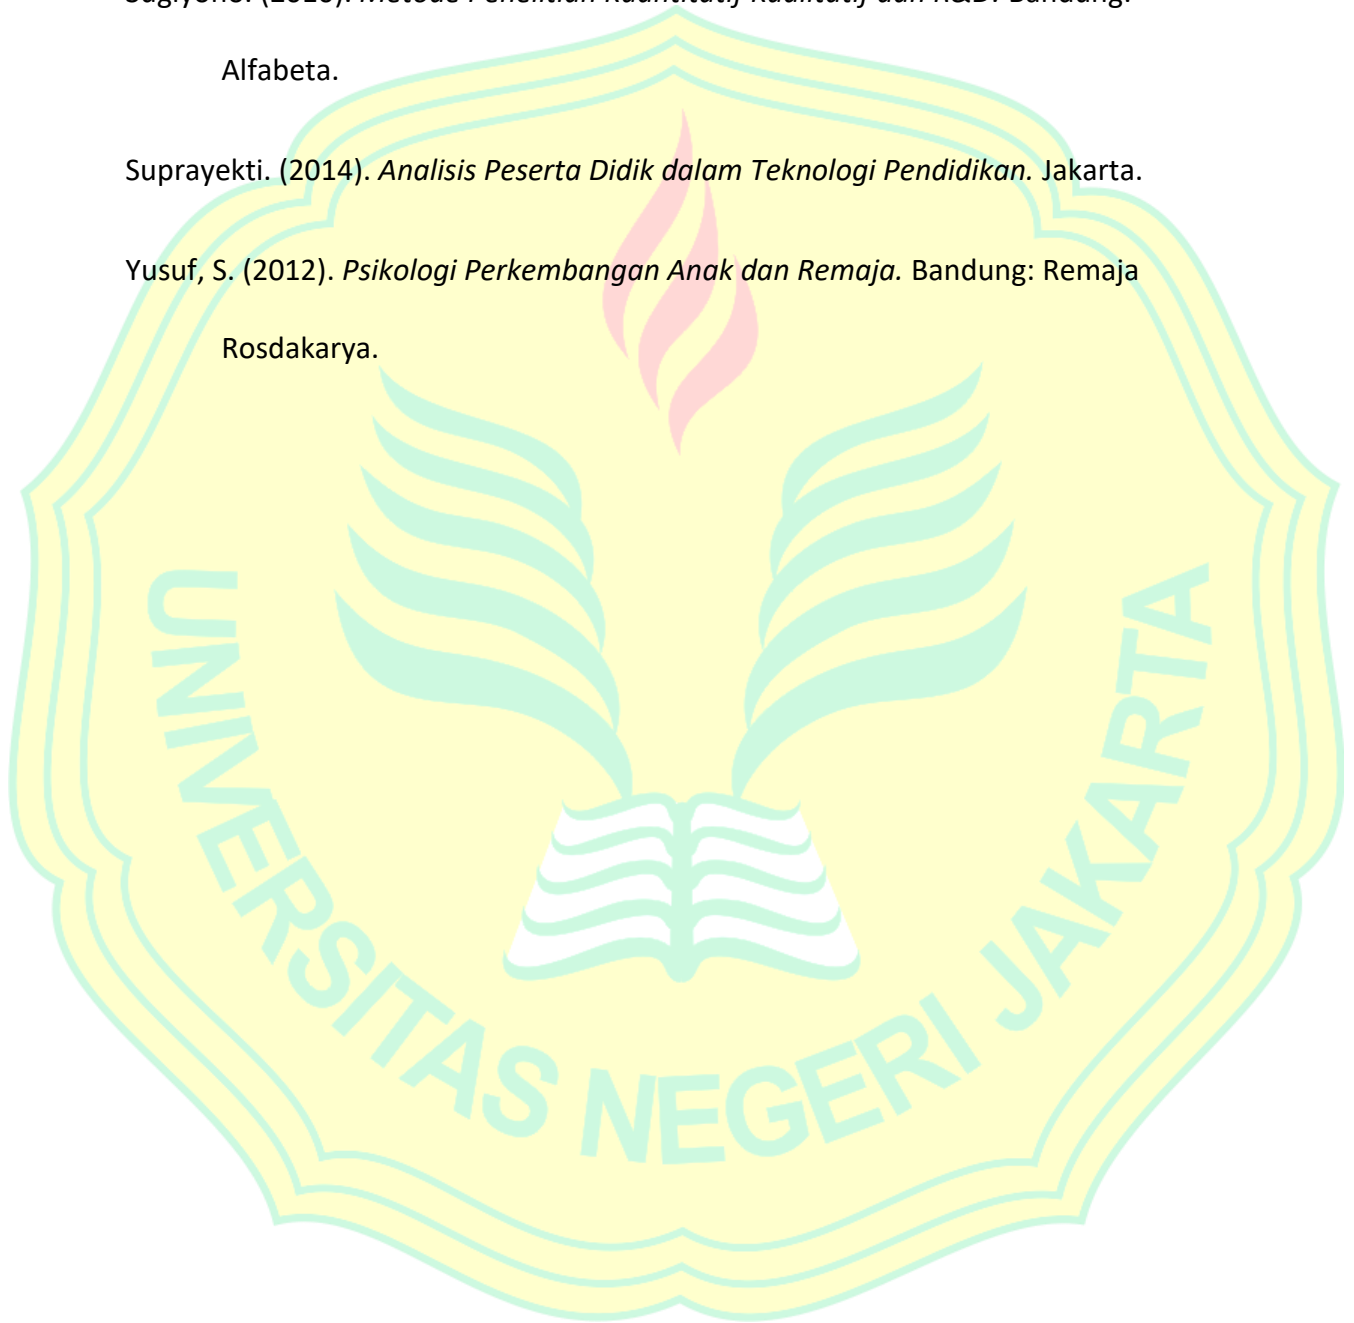 Alfabeta.
Suprayekti. (2014). Analisis Peserta Didik dalam Teknologi Pendidikan. Jakarta.
Yusuf, S. (2012). Psikologi Perkembangan Anak dan Remaja. Bandung: Remaja
Rosdakarya.
UNIVERSITAS NEGERI JAKARTA